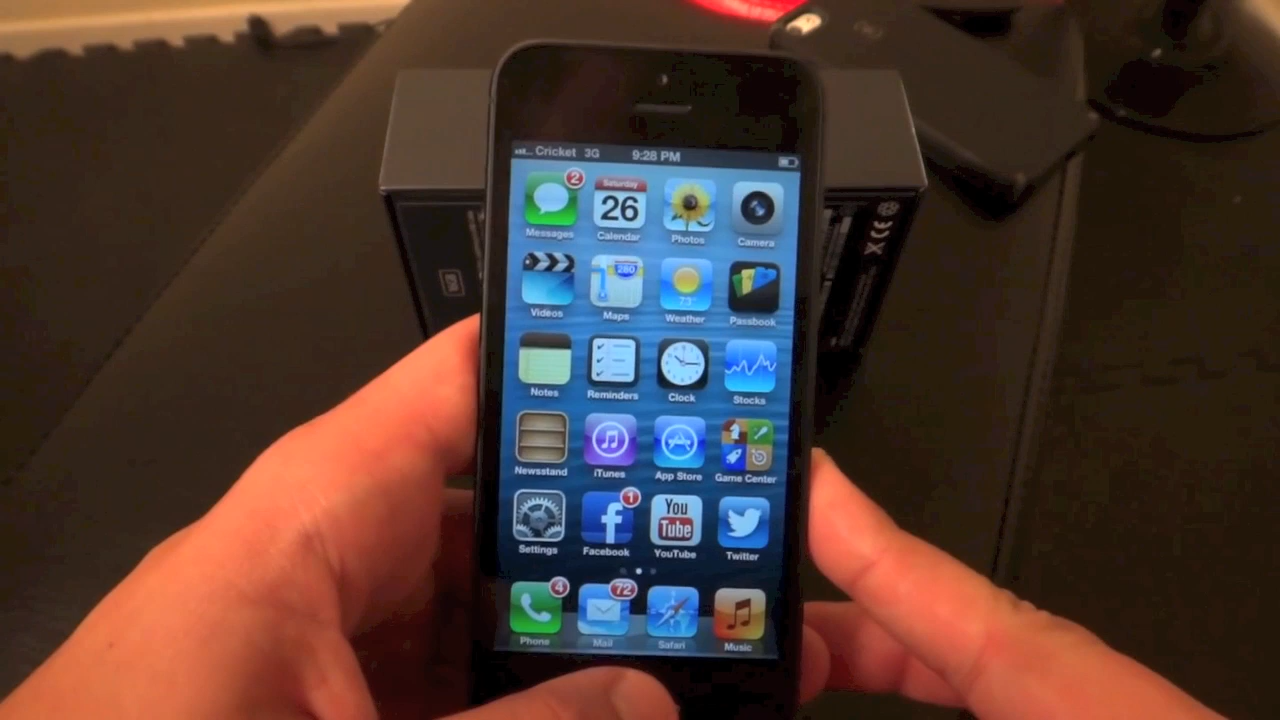 Cricket 3G 9:28 PM
2 Saturday
26
Messages Calendar Photos Camera
280
73°
Videos Maps Weather Passbook
Notes Reminders Clock Stocks
Newsstand iTunes App Store Game Center
1 You
f Tube
Settings Facebook YouTube Twitter
4 72
Phone Mail Safari Music